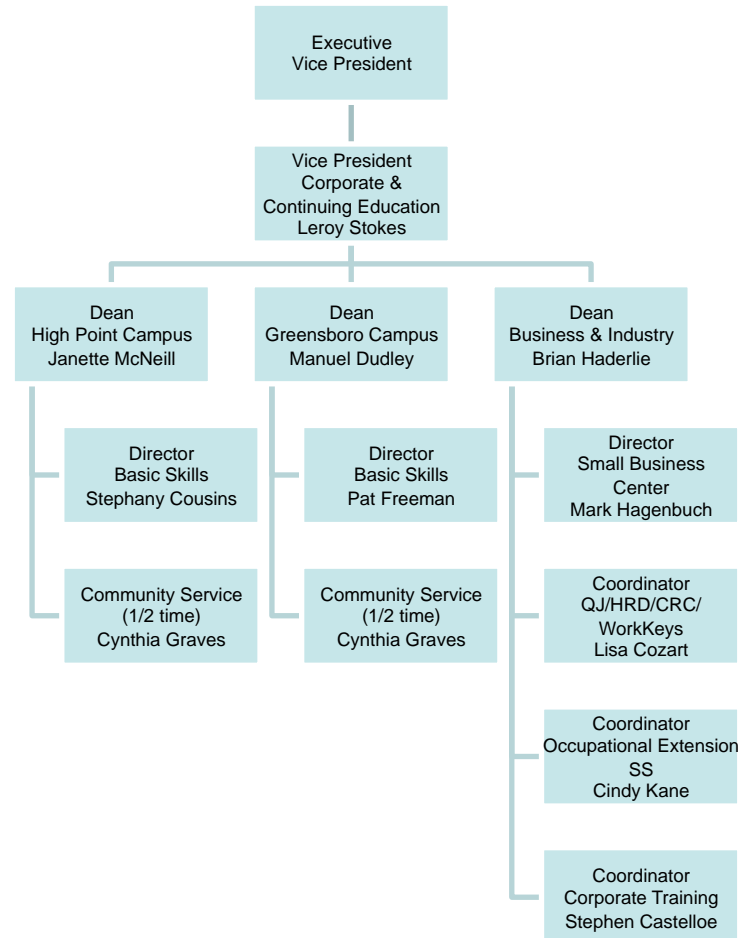 Executive
Vice President
Vice President
Corporate &
Continuing Education
Leroy Stokes
Dean
High Point Campus
Janette McNeill
Dean
Greensboro Campus
Manuel Dudley
Dean
Business & Industry
Brian Haderlie
Director
Basic Skills
Stephany Cousins
Director
Basic Skills
Pat Freeman
Director
Small Business
Center
Mark Hagenbuch
Community Service
(1/2 time)
Cynthia Graves
Community Service
(1/2 time)
Cynthia Graves
Coordinator
QJ/HRD/CRC/
WorkKeys
Lisa Cozart
Coordinator
Occupational Extension
SS
Cindy Kane
Coordinator
Corporate Training
Stephen Castelloe